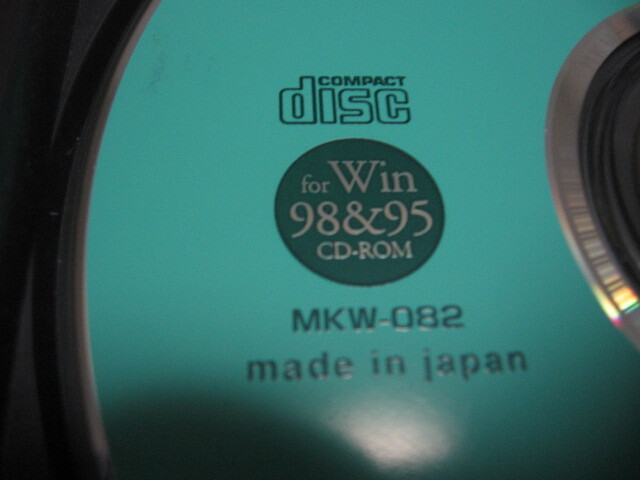 COMPACT
disc
for Win
98&95
CD-ROM
MKW-082
made in japan